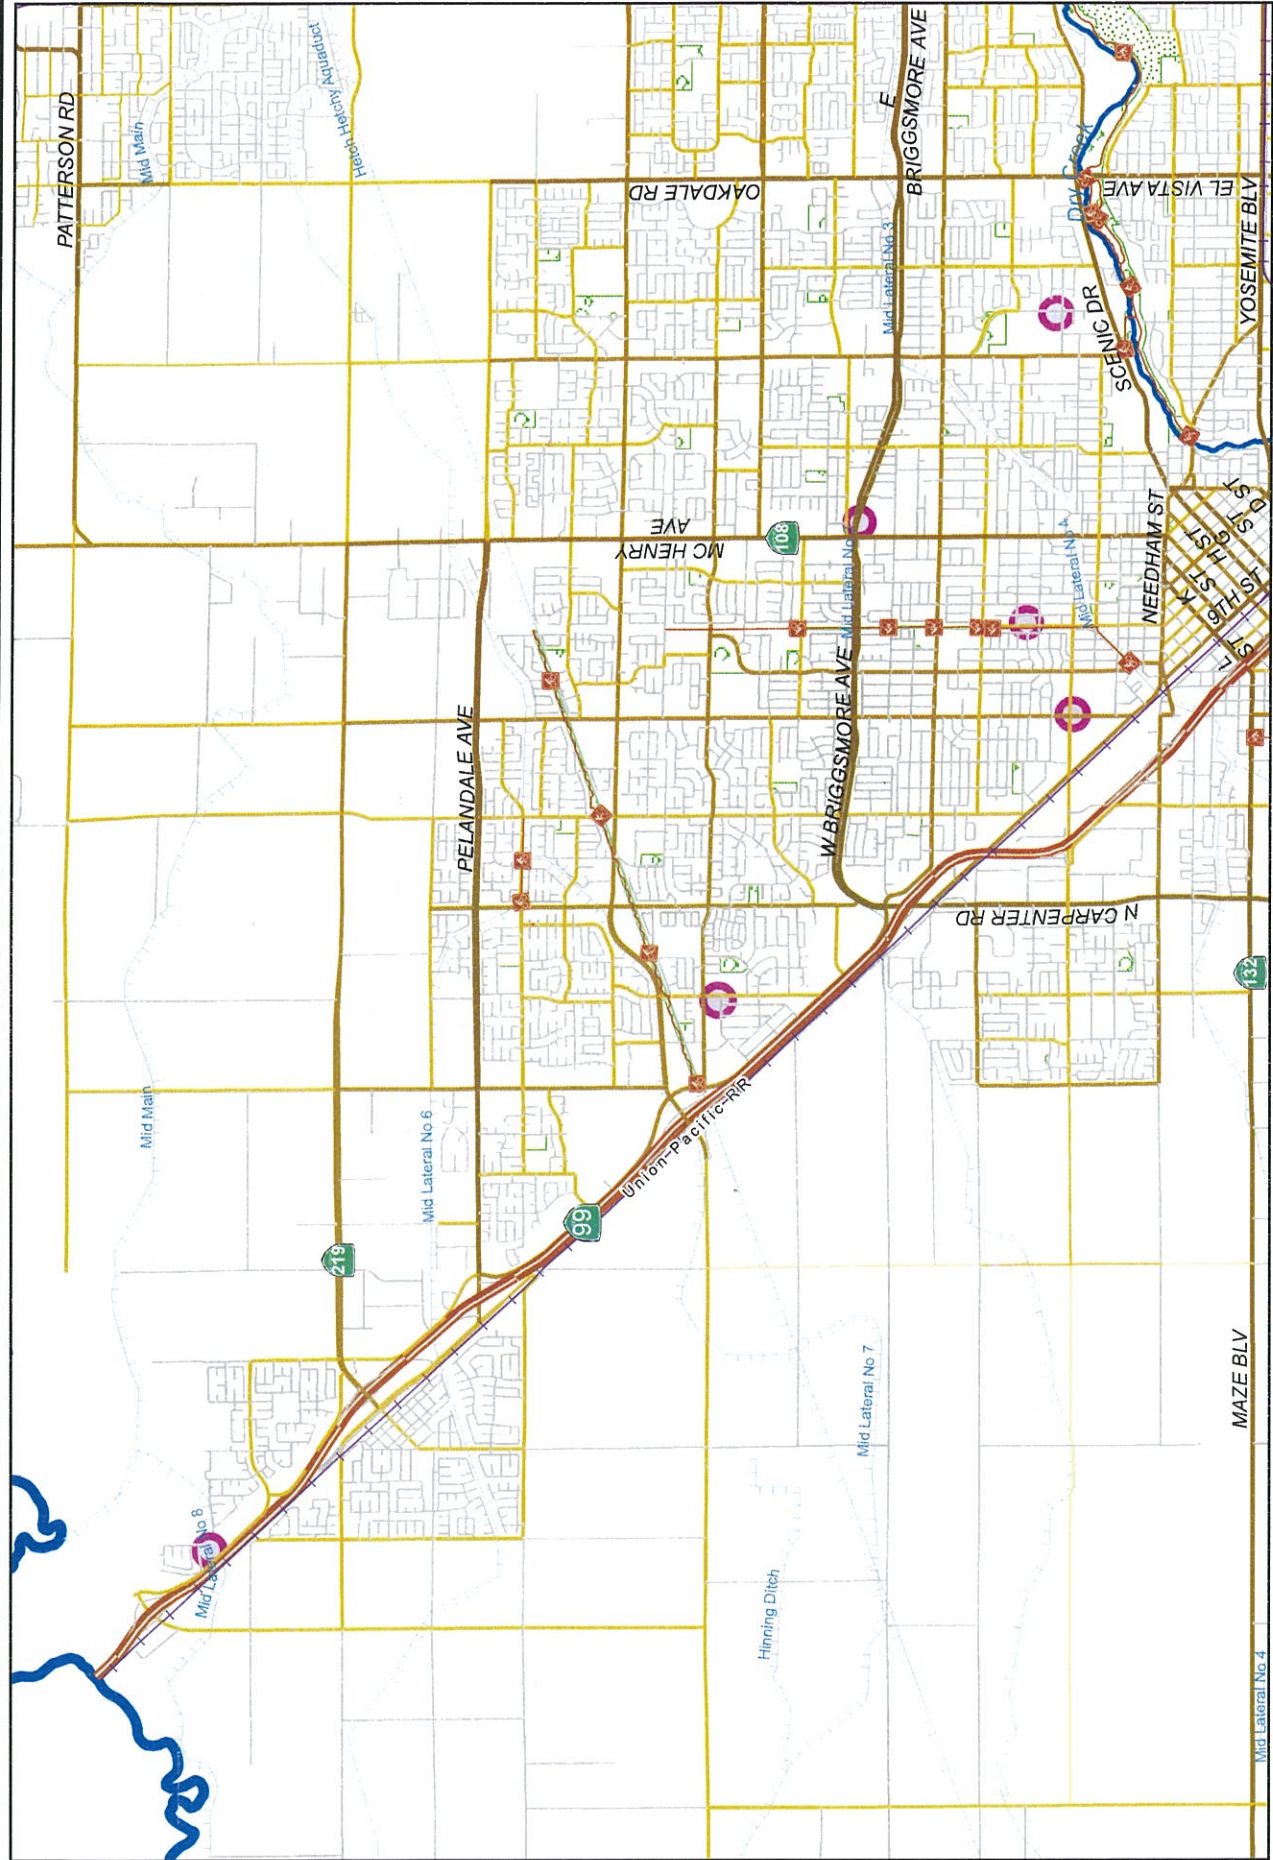 PATTERSON RD
Mid Main
Hetch Hetchy Aquaduct
OAKDALE RD
E
BRIGGSMORE AVE
Mid Lateral No 3
Dry Creek
EL VISTA AVE
YOSEMITE BLV
SCENIC DR
MC HENRY
AVE
108
Mid Lateral No
Mid Lateral No 4
NEEDHAM ST
D ST
G ST
H ST
K ST
9TH ST
L ST
PELANDALE AVE
W BRIGGSMORE AVE
N CARPENTER RD
132
Mid Main
Mid Lateral No 6
Union Pacific RR
99
219
Mid Lateral No 7
MAZE BLV
Mid Lateral No 8
Hinning Ditch
Mid Lateral No 4